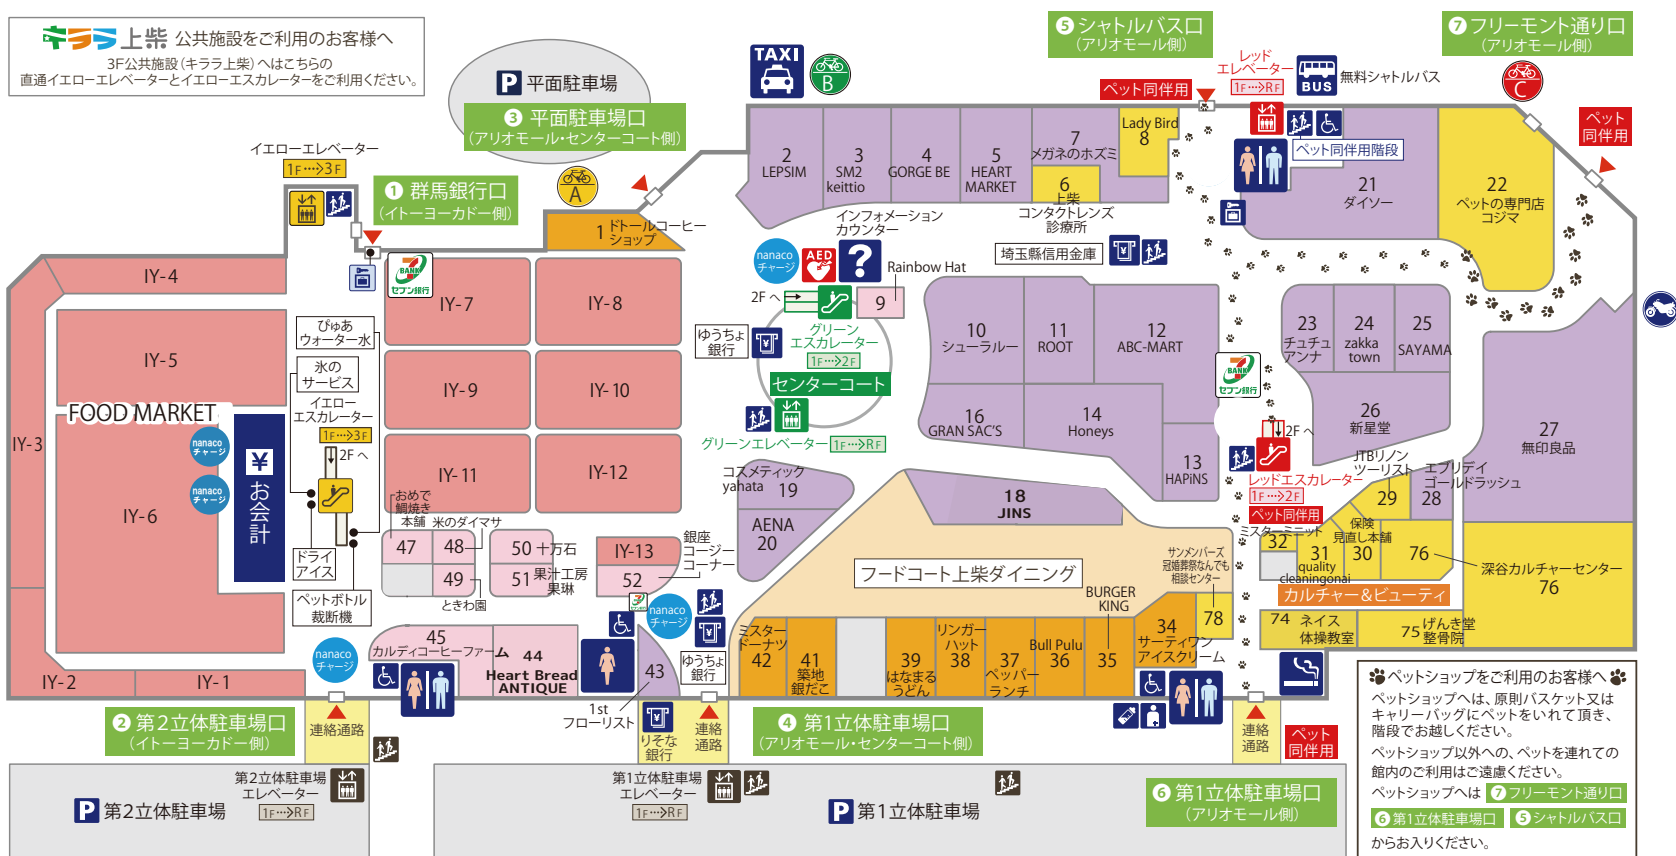 キララ上柴 公共施設をご利用のお客様へ
3F公共施設(キララ上柴)へはこちらの
直通イエローエレベーターとイエローエスカレーターをご利用ください。
P 平面駐車場
❸ 平面駐車場口
(アリオモール・センターコート側)
TAXI
B
❺ シャトルバス口
(アリオモール側)
❼ フリーモント通り口
(アリオモール側)
レッド
エレベーター
1F…>RF
BUS
無料シャトルバス
C
ペット同伴用
ペット
同伴用
ペット同伴用階段
イエローエレベーター
1F…>3F
❶ 群馬銀行口
(イトーヨーカドー側)
A
1 ドトールコーヒー
ショップ
2
LEPSIM
3
SM2
keittio
4
GORGE BE
5
HEART
MARKET
7
メガネのホズミ
Lady Bird
8
6
上柴
コンタクトレンズ
診療所
21
ダイソー
22
ペットの専門店
コジマ
インフォメーション
カウンター
nanaco
チャージ
AED
?
埼玉縣信用金庫
¥
Rainbow Hat
9
2F へ
グリーン
エスカレーター
1F…>2F
センターコート
グリーンエレベーター 1F…>RF
ゆうちょ
銀行
¥
7
BANK
セブン銀行
IY-4
IY-5
IY-3
IY-6
IY-2
IY-1
IY-7
IY-8
IY-9
IY-10
IY-11
IY-12
IY-13
FOOD MARKET
nanaco
チャージ
nanaco
チャージ
¥
お会計
ぴゅあ
ウォーター水
氷の
サービス
イエロー
エスカレーター
1F…>3F
2F へ
ドライ
アイス
ペットボトル
裁断機
10
シューラルー
11
ROOT
12
ABC-MART
16
GRAN SAC'S
14
Honeys
13
HAPiNS
7
BANK
セブン銀行
23
チュチュ
アンナ
24
zakka
town
25
SAYAMA
26
新星堂
27
無印良品
2F へ
レッドエスカレーター
1F…>2F
ペット同伴用
JTBリノン
ツーリスト
29
エブリデイ
ゴールドラッシュ
28
ミスターミニット
32
31
quality
cleaningonai
保険
見直し本舗
30
76
深谷カルチャーセンター
76
カルチャー&ビューティ
74 ネイス
体操教室
75 げんき堂
整骨院
コスメティック
yahata 19
AENA
20
18
JINS
フードコート上柴ダイニング
サンメンバーズ
冠婚葬祭なんでも
相談センター
78
おめで
鯛焼き
本舗
47
米のダイマサ
48
49
ときわ園
50 十万石
51 果汁工房
果琳
銀座
コージー
コーナー
52
7
nanaco
チャージ
¥
ゆうちょ
銀行
nanaco
チャージ
45
カルディコーヒーファーム
44
Heart Bread
ANTIQUE
43
1st
フローリスト
¥
りそな
銀行
ミスター
ドーナツ
42
41
築地
銀だこ
39
はなまる
うどん
リンガー
ハット
38
37
ペッパー
ランチ
Bull Pulu
36
BURGER
KING
35
34
サーティワン
アイスクリーム
❷ 第2立体駐車場口
(イトーヨーカドー側)
連絡通路
連絡
通路
❹ 第1立体駐車場口
(アリオモール・センターコート側)
連絡
通路
ペット
同伴用
第2立体駐車場
エレベーター
1F…>RF
P 第2立体駐車場
第1立体駐車場
エレベーター
1F…>RF
P 第1立体駐車場
❻ 第1立体駐車場口
(アリオモール側)
ペットショップをご利用のお客様へ
ペットショップへは、原則バスケット又は
キャリーバッグにペットをいれて頂き、
階段でお越しください。
ペットショップ以外への、ペットを連れての
館内のご利用はご遠慮ください。
ペットショップへは ❼フリーモント通り口
❻第1立体駐車場口 ❺シャトルバス口
からお入りください。